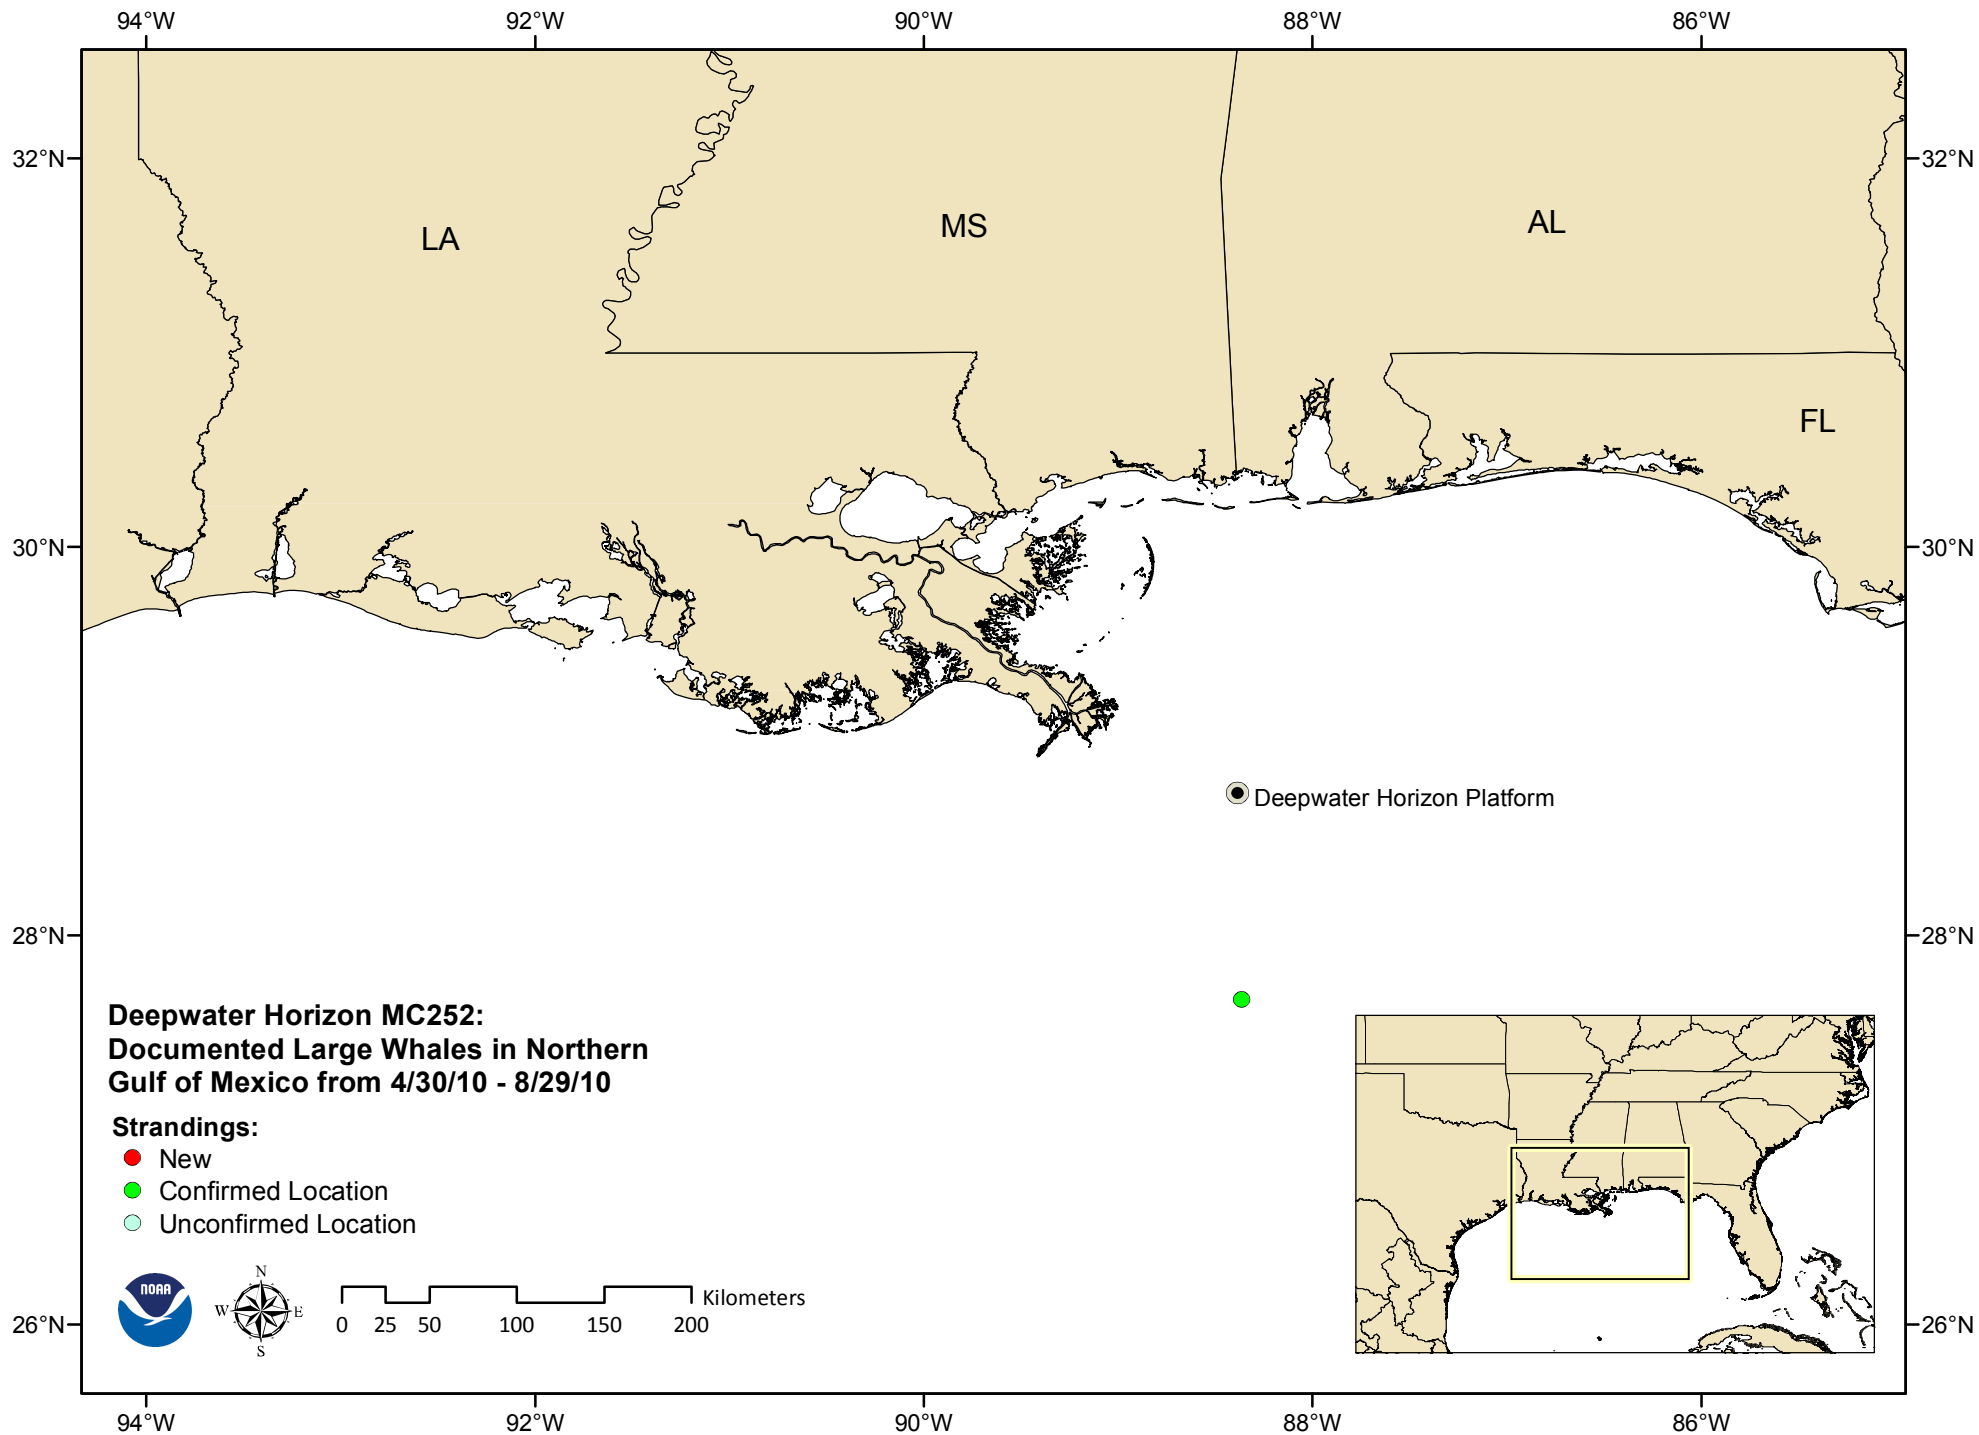 94°W 92°W 90°W 88°W 86°W
32°N 32°N
LA MS AL
FL
30°N 30°N
Deepwater Horizon Platform
28°N 28°N
Deepwater Horizon MC252:
Documented Large Whales in Northern
Gulf of Mexico from 4/30/10 - 8/29/10
Strandings:
New
Confirmed Location
Unconfirmed Location
NOAA
N
W E
S
Kilometers
0 25 50 100 150 200
26°N 26°N
94°W 92°W 90°W 88°W 86°W